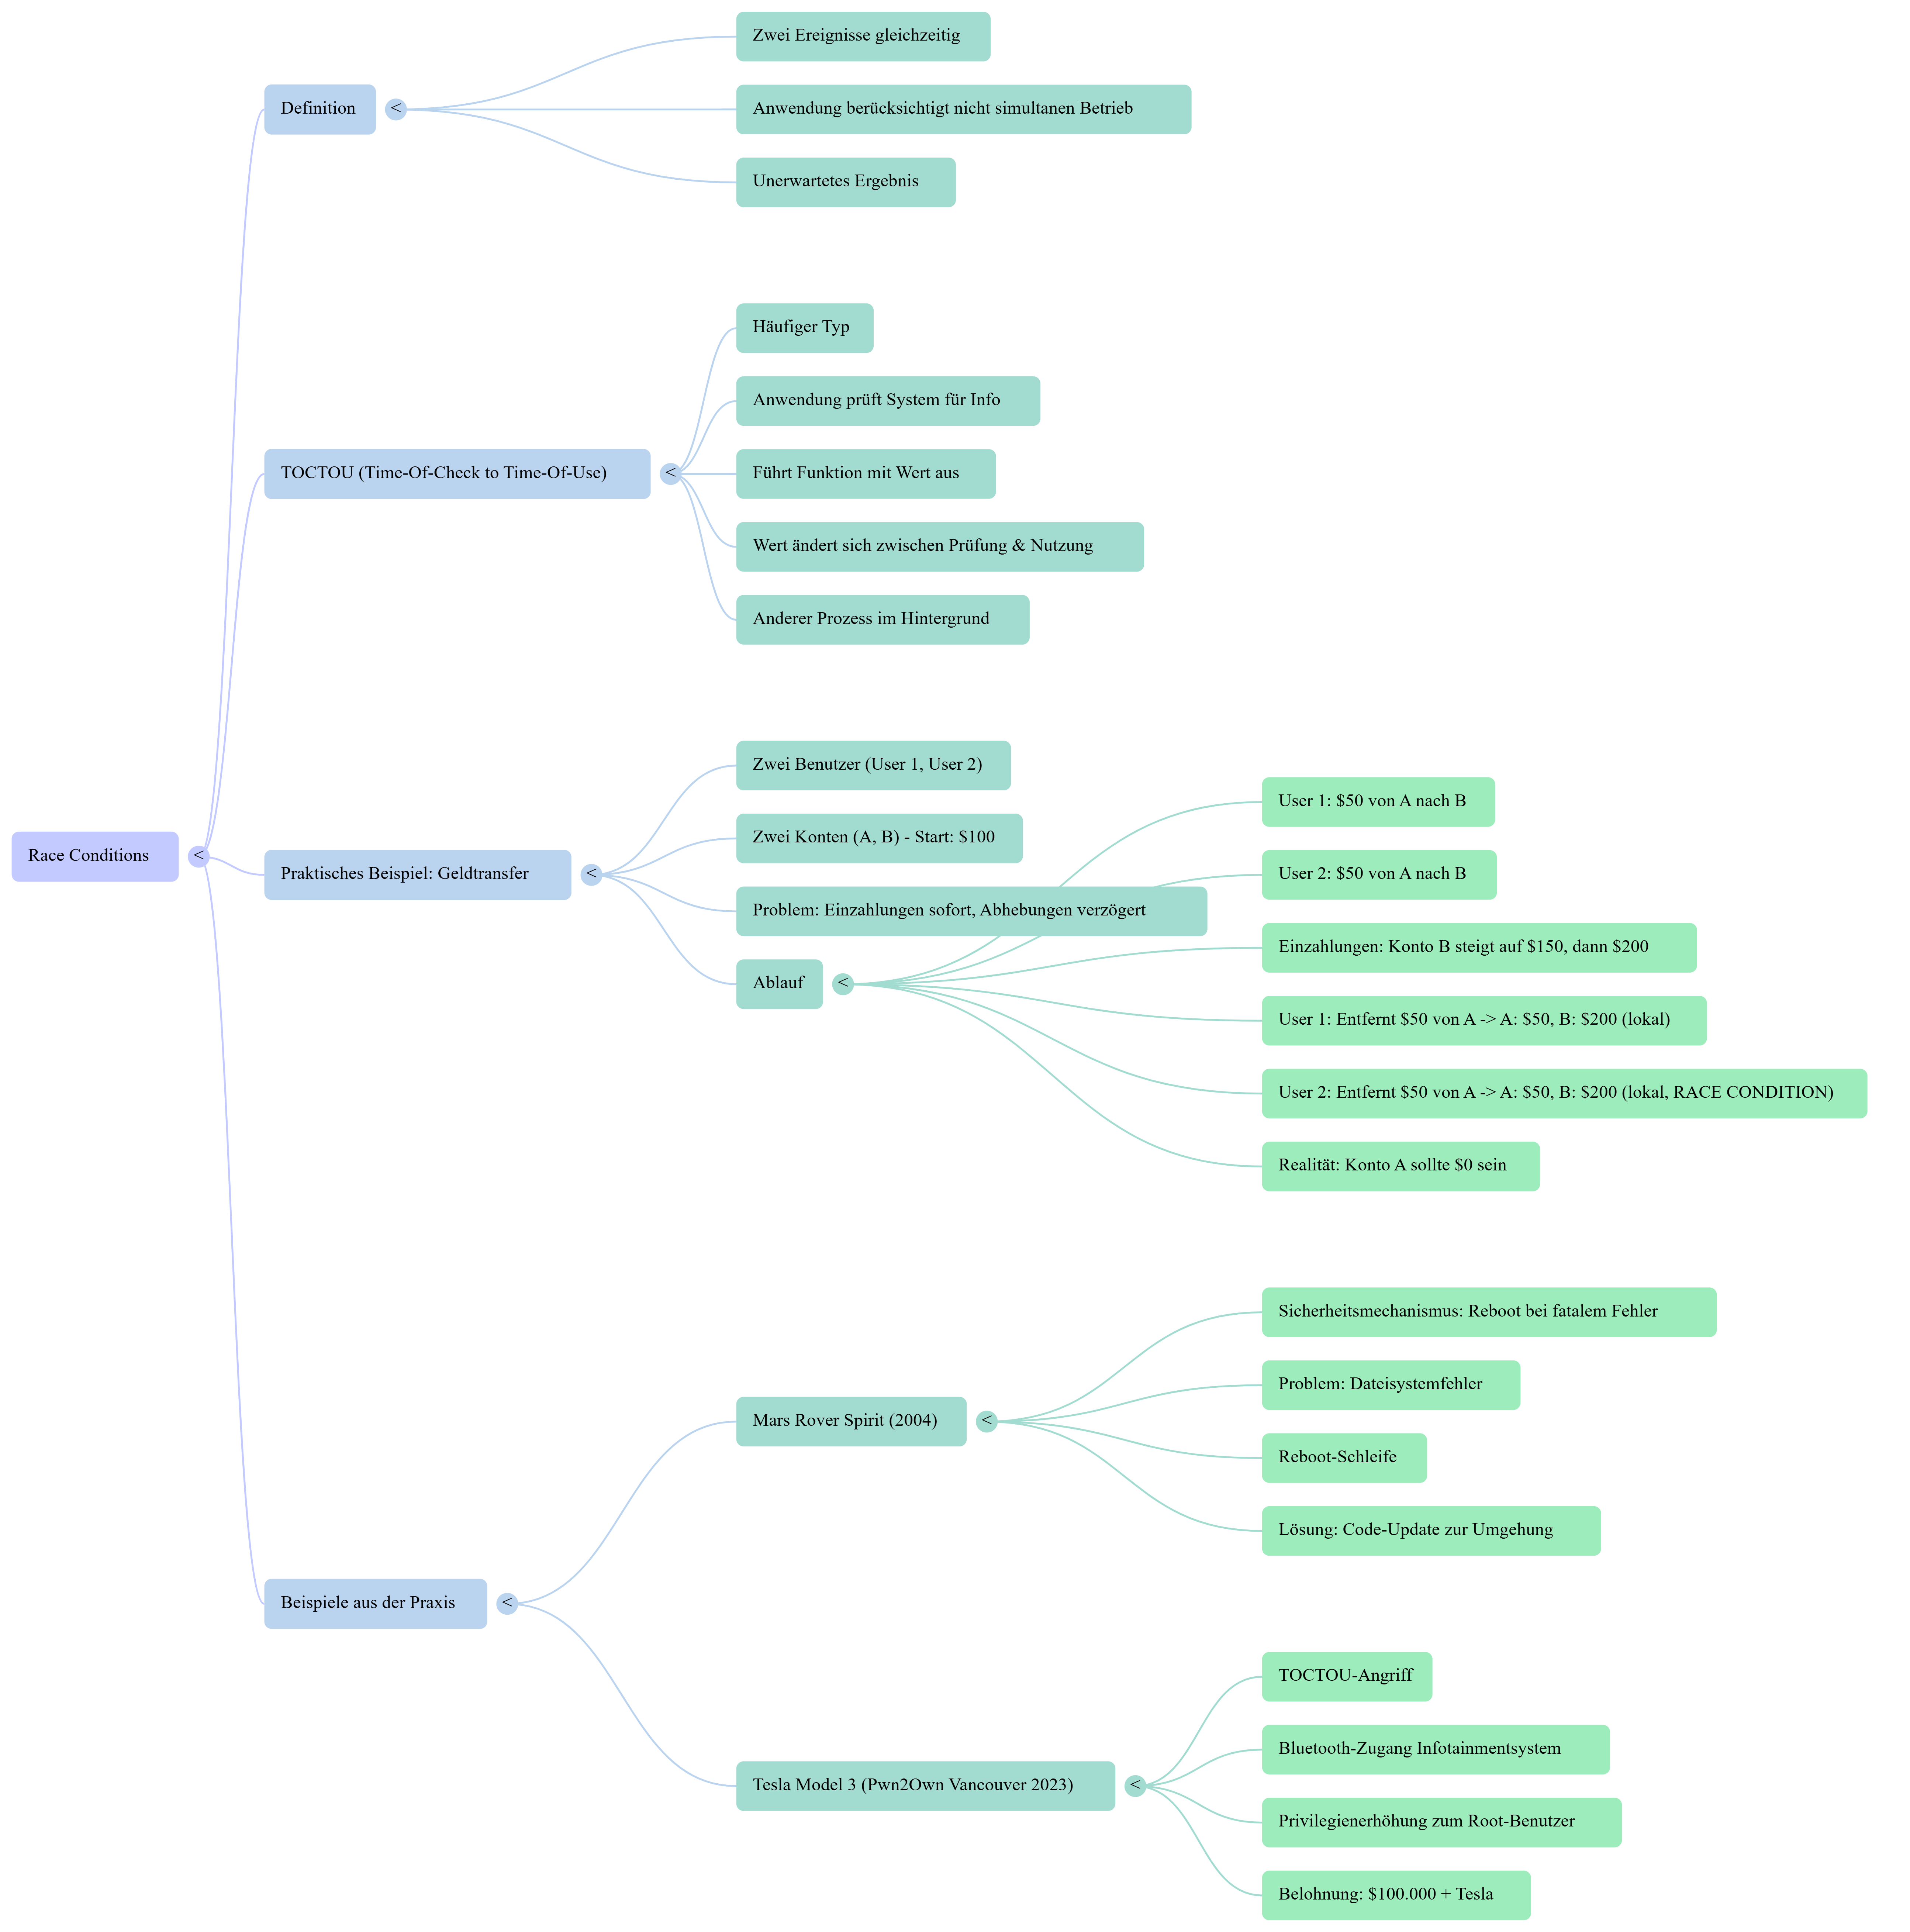 Race Conditions
<
Definition
<
Zwei Ereignisse gleichzeitig
Anwendung berücksichtigt nicht simultanen Betrieb
Unerwartetes Ergebnis
TOCTOU (Time-Of-Check to Time-Of-Use)
<
Häufiger Typ
Anwendung prüft System für Info
Führt Funktion mit Wert aus
Wert ändert sich zwischen Prüfung & Nutzung
Anderer Prozess im Hintergrund
Praktisches Beispiel: Geldtransfer
<
Zwei Benutzer (User 1, User 2)
Zwei Konten (A, B) - Start: $100
Problem: Einzahlungen sofort, Abhebungen verzögert
Ablauf
<
User 1: $50 von A nach B
User 2: $50 von A nach B
Einzahlungen: Konto B steigt auf $150, dann $200
User 1: Entfernt $50 von A -> A: $50, B: $200 (lokal)
User 2: Entfernt $50 von A -> A: $50, B: $200 (lokal, RACE CONDITION)
Realität: Konto A sollte $0 sein
Beispiele aus der Praxis
<
Mars Rover Spirit (2004)
<
Sicherheitsmechanismus: Reboot bei fatalem Fehler
Problem: Dateisystemfehler
Reboot-Schleife
Lösung: Code-Update zur Umgehung
Tesla Model 3 (Pwn2Own Vancouver 2023)
<
TOCTOU-Angriff
Bluetooth-Zugang Infotainmentsystem
Privilegienerhöhung zum Root-Benutzer
Belohnung: $100.000 + Tesla